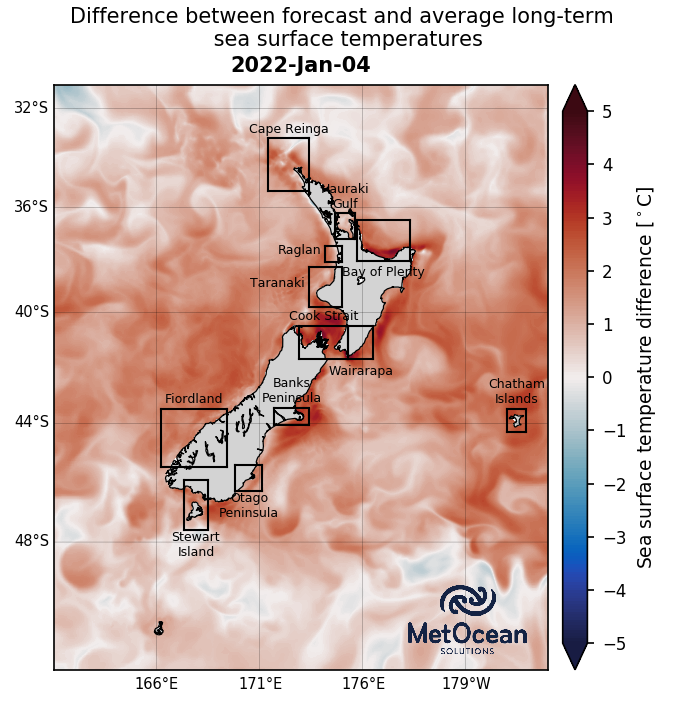 Difference between forecast and average long-term
sea surface temperatures
2022-Jan-04
32°S
36°S
40°S
44°S
48°S
166°E
171°E
176°E
179°W
Cape Reinga
Hauraki
Gulf
Raglan
Bay of Plenty
Taranaki
Cook Strait
Wairarapa
Banks
Peninsula
Fiordland
Chatham
Islands
Otago
Peninsula
Stewart
Island
MetOcean
SOLUTIONS
5
4
3
2
1
0
−1
−2
−3
−4
−5
Sea surface temperature difference [°C]